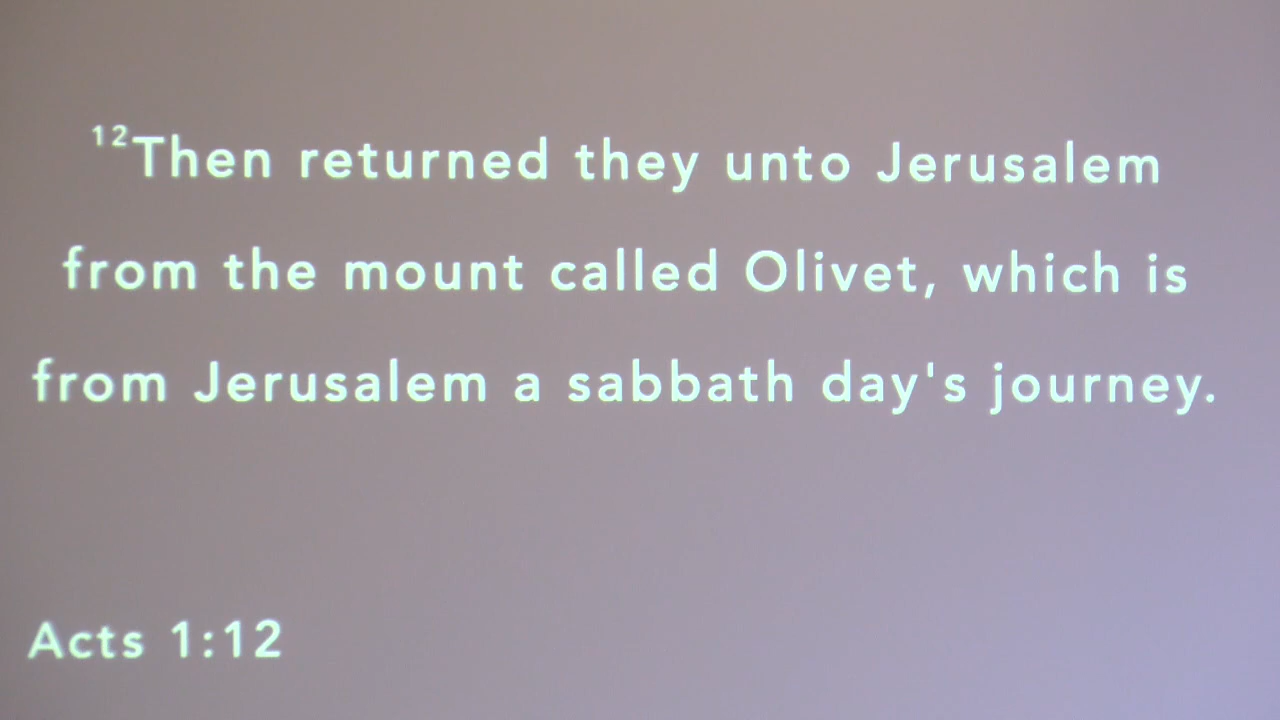 12Then returned they unto Jerusalem
from the mount called Olivet, which is
from Jerusalem a sabbath day's journey.
Acts 1:12